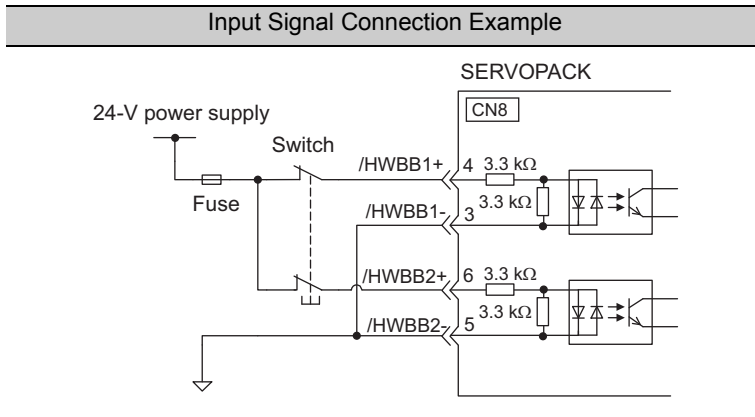 Input Signal Connection Example
SERVOPACK
CN8
24-V power supply
Switch
Fuse
/HWBB1+ 4 3.3 kΩ
3.3 kΩ
/HWBB1- 3
/HWBB2+ 6 3.3 kΩ
3.3 kΩ
/HWBB2- 5